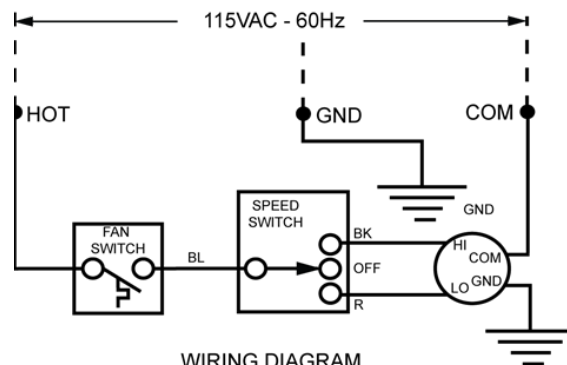 115VAC - 60Hz
HOT
GND
COM
SPEED
SWITCH
GND
FAN
SWITCH
BK
HI
COM
BL
OFF
LO
GND
R
WIRING DIAGRAM